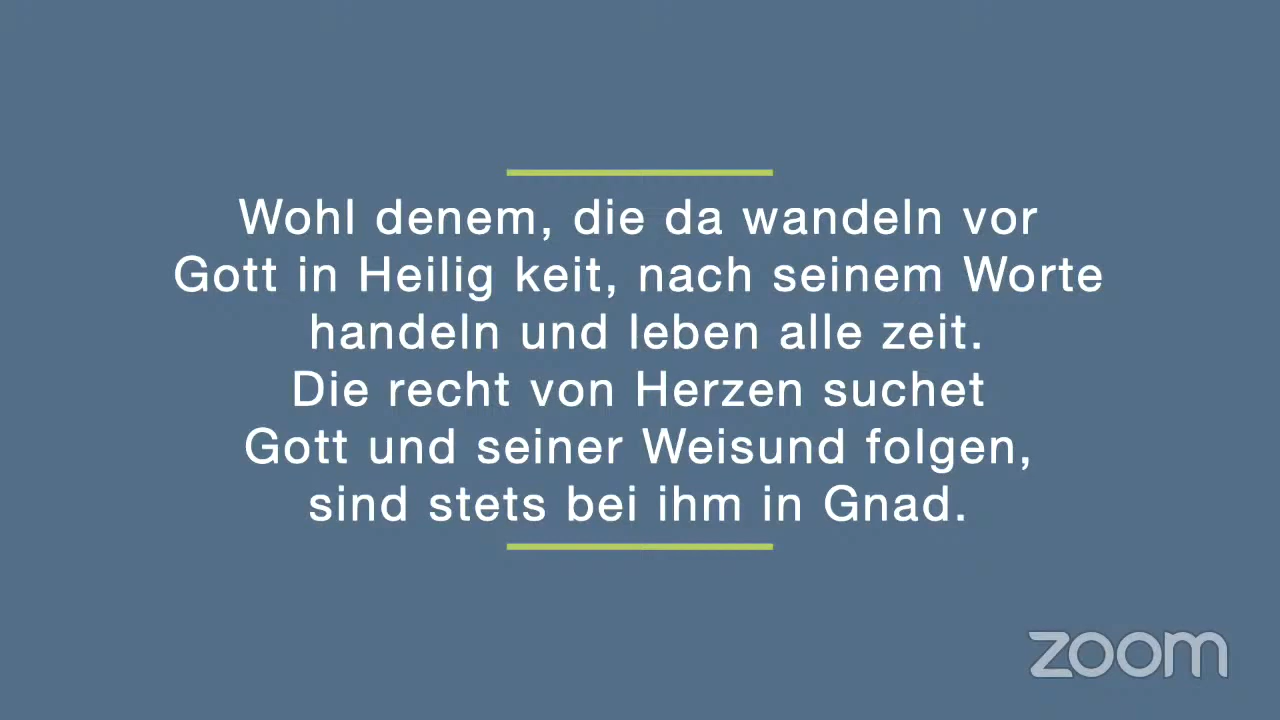 Wohl denem, die da wandeln vor
Gott in Heilig keit, nach seinem Worte
handeln und leben alle zeit.
Die recht von Herzen suchet
Gott und seiner Weisund folgen,
sind stets bei ihm in Gnad.
zoom